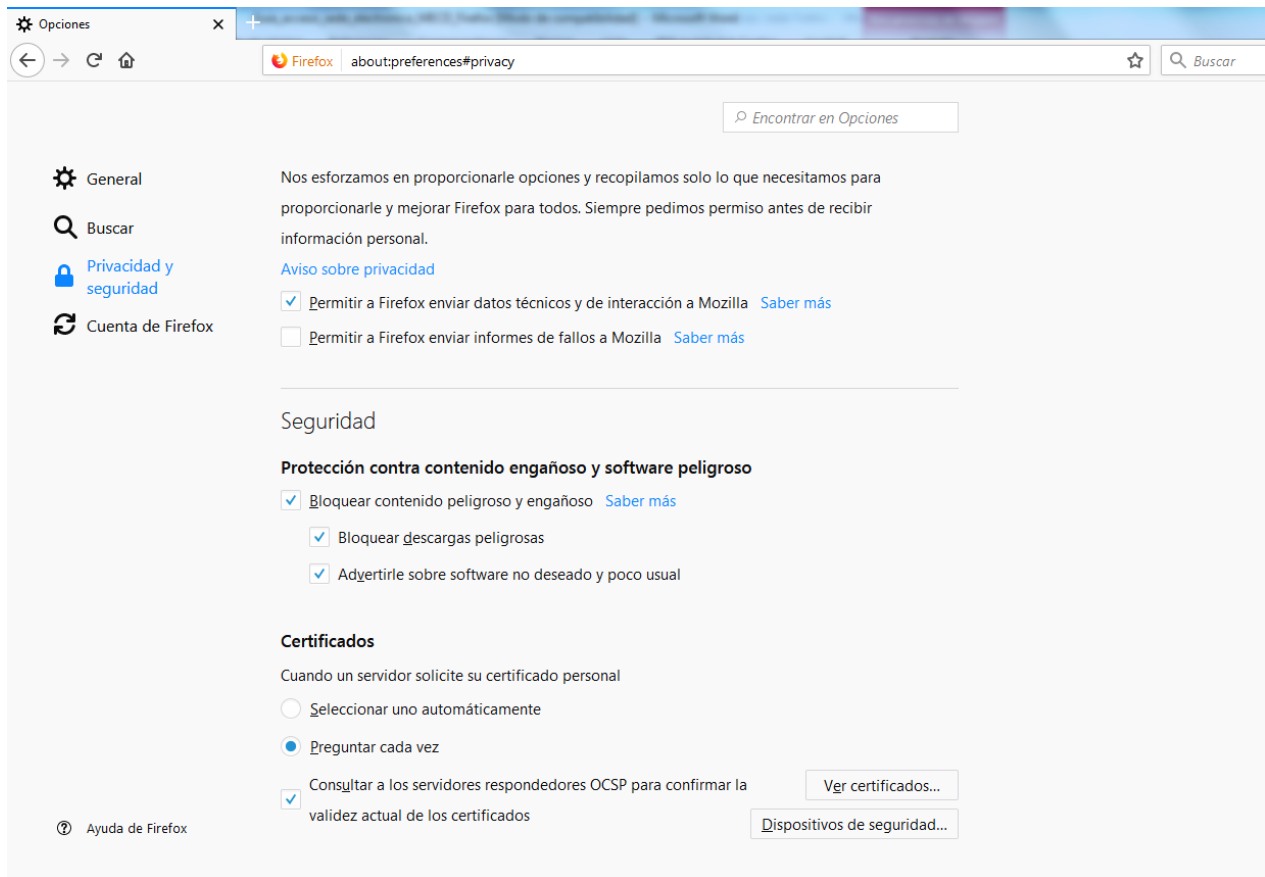 Opciones
Firefox about:preferences#privacy
Buscar
Encontrar en Opciones
General
Buscar
Privacidad y
seguridad
Cuenta de Firefox
Nos esforzamos en proporcionarle opciones y recopilamos solo lo que necesitamos para
proporcionarle y mejorar Firefox para todos. Siempre pedimos permiso antes de recibir
información personal.
Aviso sobre privacidad
Permitir a Firefox enviar datos técnicos y de interacción a Mozilla Saber más
Permitir a Firefox enviar informes de fallos a Mozilla Saber más
Seguridad
Protección contra contenido engañoso y software peligroso
Bloquear contenido peligroso y engañoso Saber más
Bloquear descargas peligrosas
Advertirle sobre software no deseado y poco usual
Certificados
Cuando un servidor solicite su certificado personal
Seleccionar uno automáticamente
Preguntar cada vez
Consultar a los servidores respondedores OCSP para confirmar la
validez actual de los certificados
Ver certificados...
Dispositivos de seguridad...
Ayuda de Firefox